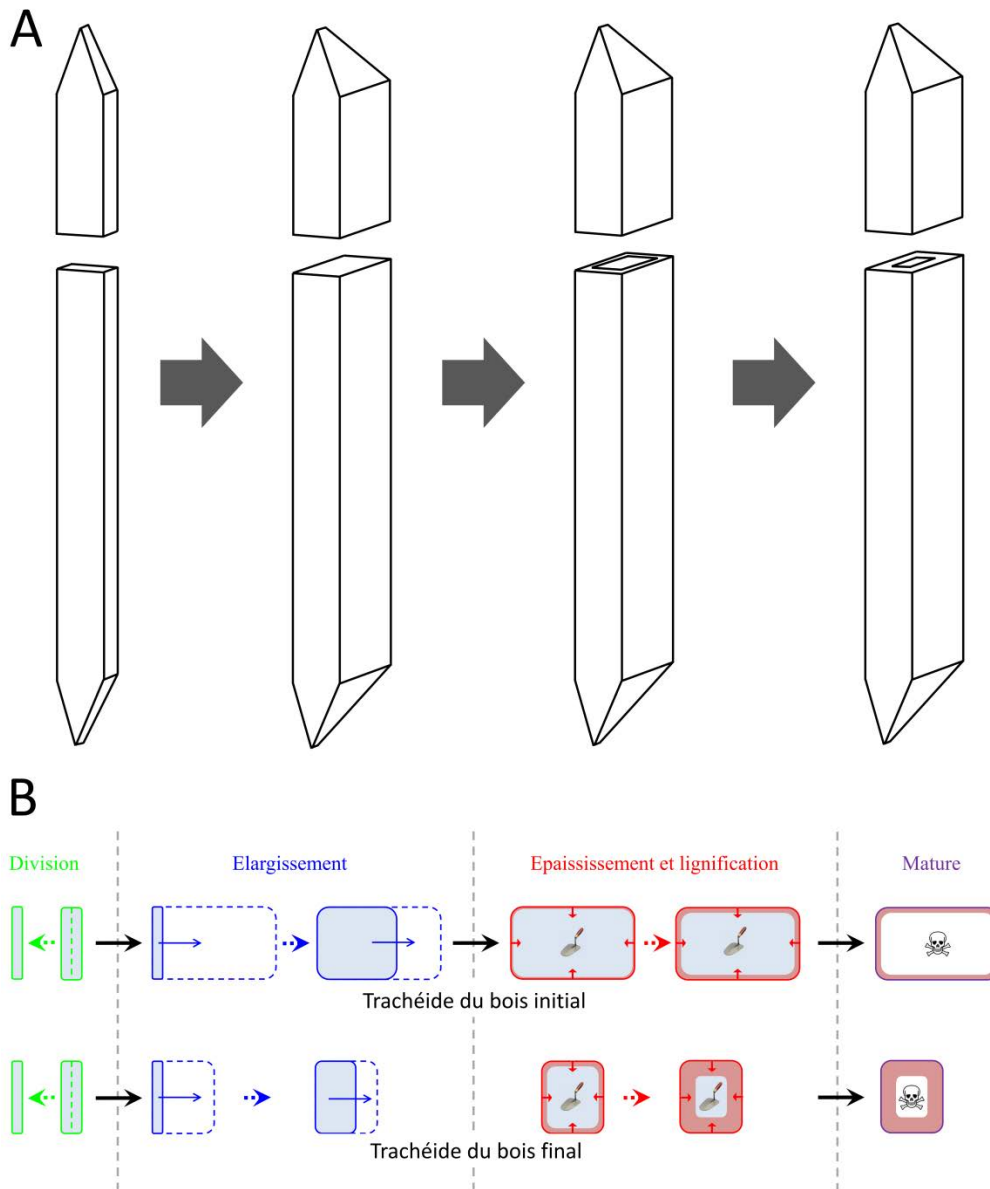 A
B
Division
Elargissement
Epaississement et lignification
Mature
Trachéide du bois initial
Trachéide du bois final